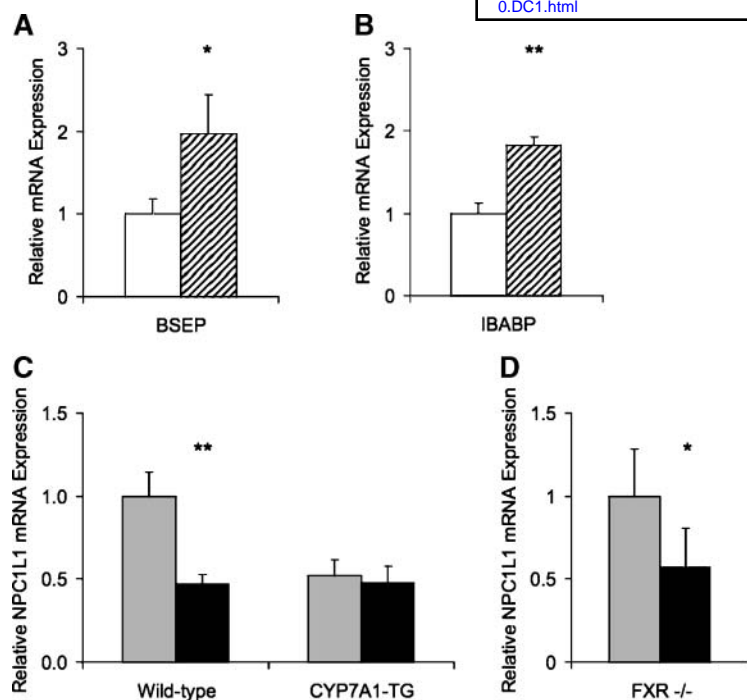 0.DC1.html
A
B
Relative mRNA Expression
3
2
1
0
*
BSEP
Relative mRNA Expression
3
2
1
0
**
IBABP
C
D
Relative NPC1L1 mRNA Expression
1.5
1.0
0.5
0.0
**
Wild-type
CYP7A1-TG
Relative NPC1L1 mRNA Expression
1.5
1
0.5
0
*
FXR -/-